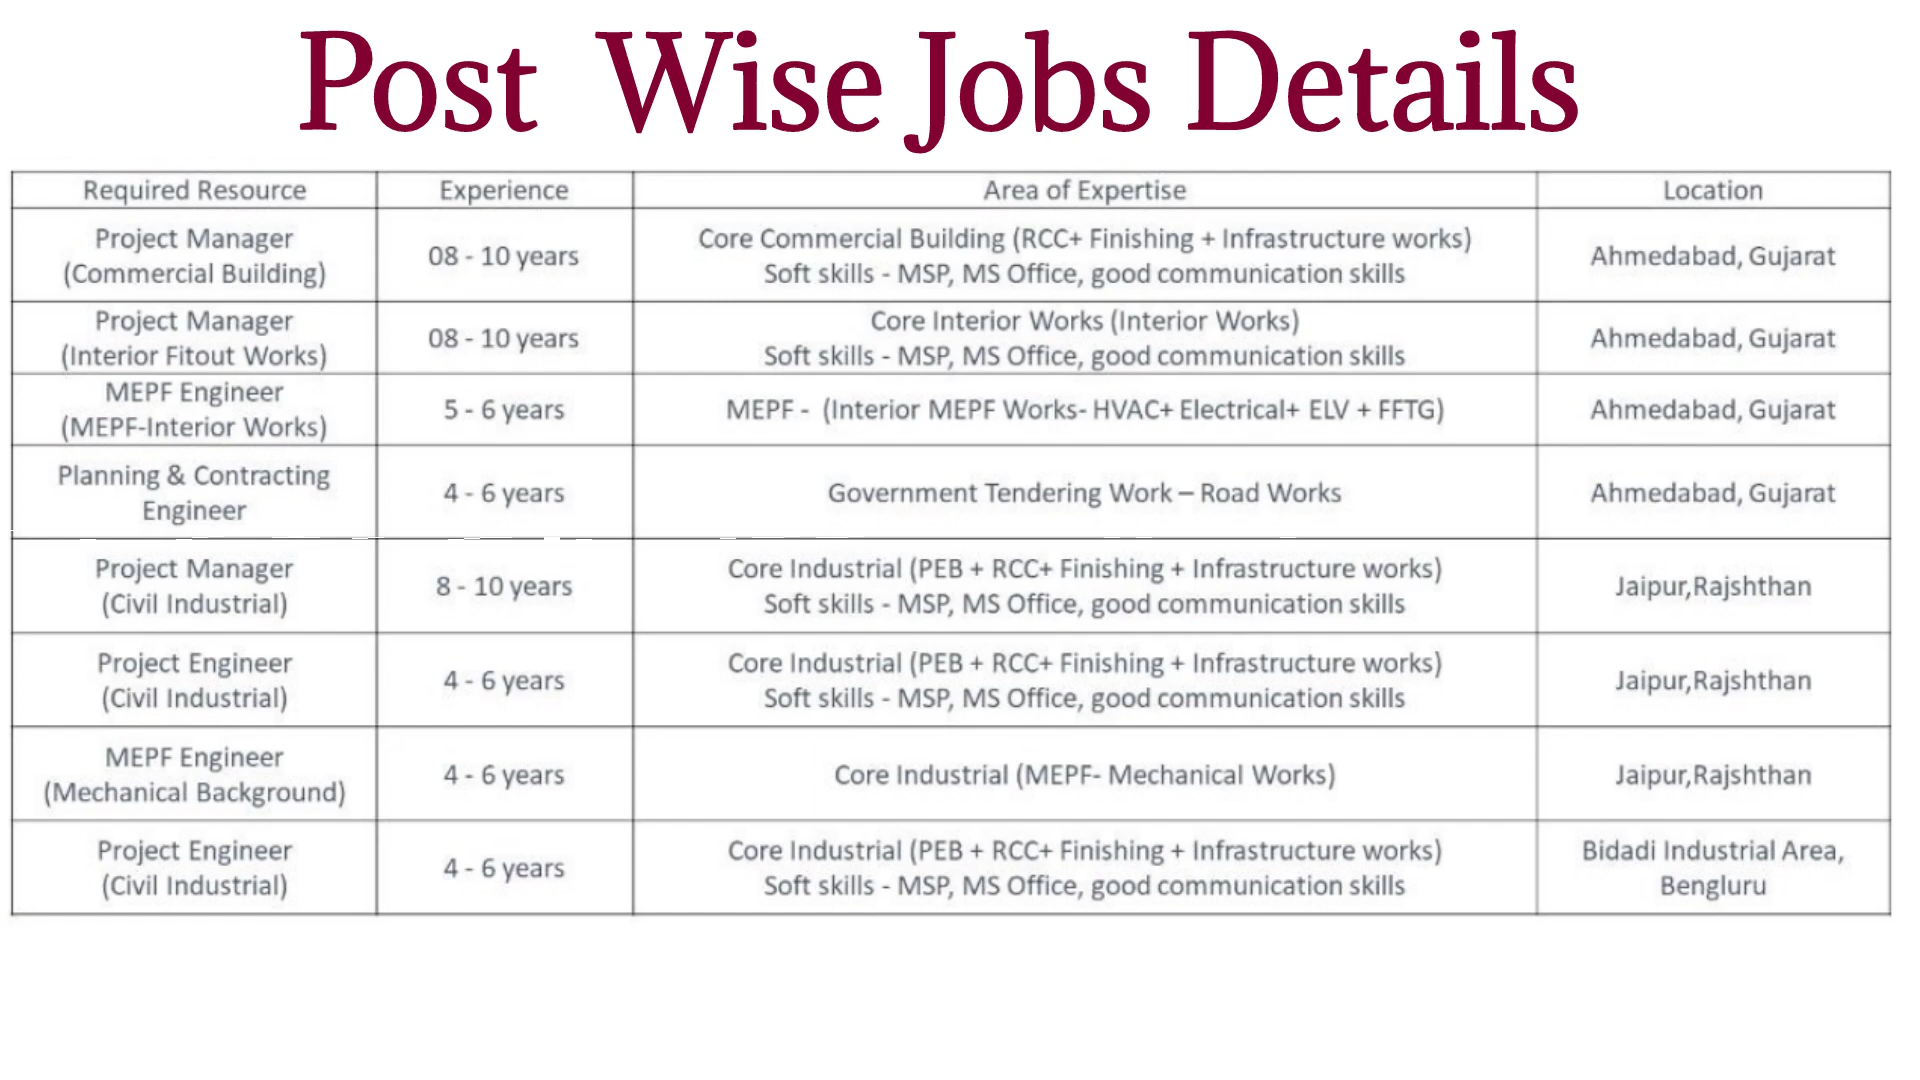 Post Wise Jobs Details
Required Resource Experience Area of Expertise Location
Project Manager
(Commercial Building)
08 - 10 years
Core Commercial Building (RCC+ Finishing + Infrastructure works)
Soft skills - MSP, MS Office, good communication skills
Ahmedabad, Gujarat
Project Manager
(Interior Fitout Works)
08 - 10 years
Core Interior Works (Interior Works)
Soft skills - MSP, MS Office, good communication skills
Ahmedabad, Gujarat
MEPF Engineer
(MEPF-Interior Works)
5 - 6 years
MEPF - (Interior MEPF Works- HVAC+ Electrical+ ELV + FFTG)
Ahmedabad, Gujarat
Planning & Contracting
Engineer
4 - 6 years
Government Tendering Work – Road Works
Ahmedabad, Gujarat
Project Manager
(Civil Industrial)
8 - 10 years
Core Industrial (PEB + RCC+ Finishing + Infrastructure works)
Soft skills - MSP, MS Office, good communication skills
Jaipur,Rajshthan
Project Engineer
(Civil Industrial)
4 - 6 years
Core Industrial (PEB + RCC+ Finishing + Infrastructure works)
Soft skills - MSP, MS Office, good communication skills
Jaipur,Rajshthan
MEPF Engineer
(Mechanical Background)
4 - 6 years
Core Industrial (MEPF- Mechanical Works)
Jaipur,Rajshthan
Project Engineer
(Civil Industrial)
4 - 6 years
Core Industrial (PEB + RCC+ Finishing + Infrastructure works)
Soft skills - MSP, MS Office, good communication skills
Bidadi Industrial Area,
Bengluru